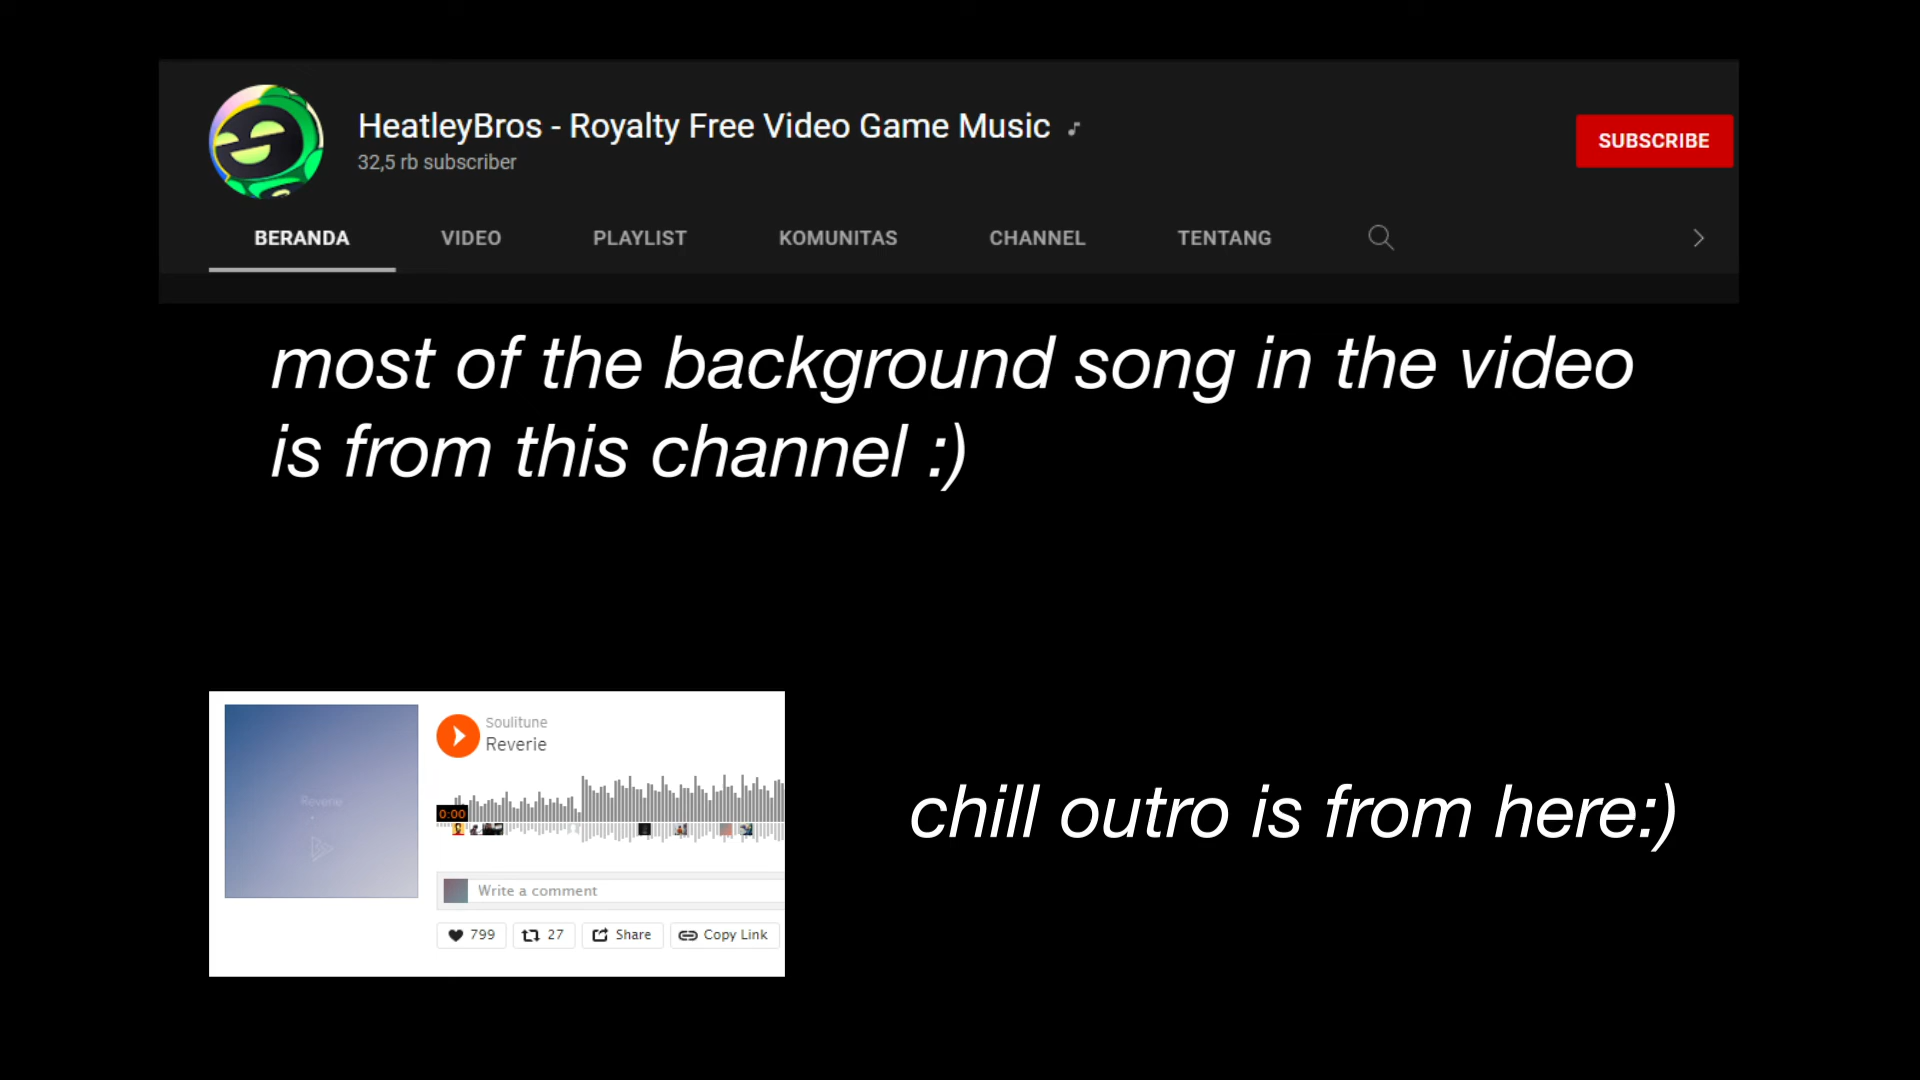 HeatleyBros - Royalty Free Video Game Music
32,5 rb subscriber
SUBSCRIBE
BERANDA VIDEO PLAYLIST KOMUNITAS CHANNEL TENTANG
most of the background song in the video
is from this channel :)
Soulitune
Reverie
Reverie
0:00
Write a comment
799 27 Share Copy Link
chill outro is from here:)